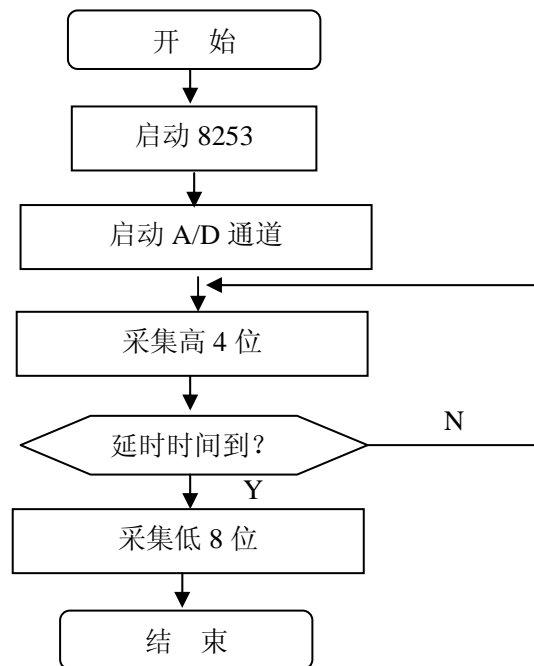 开 始
启动 8253
启动 A/D 通道
采集高 4 位
延时时间到？
N
Y
采集低 8 位
结 束